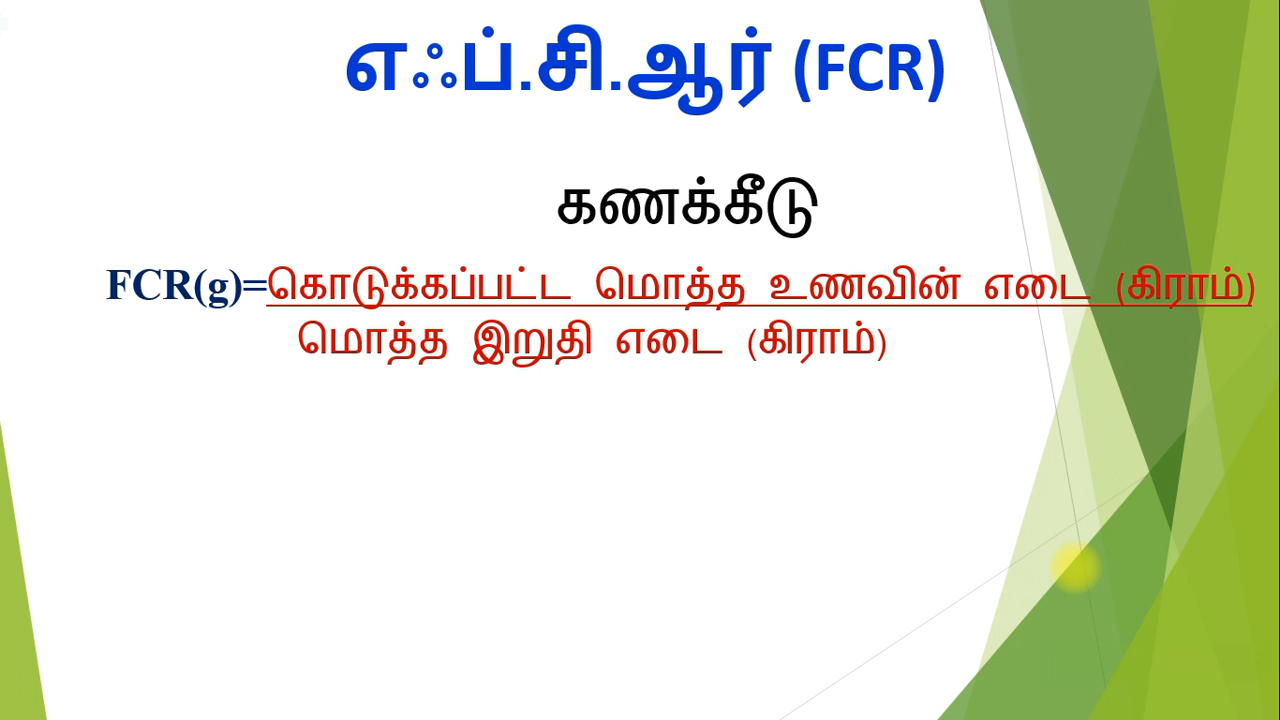 எஃப்.சி.ஆர் (FCR)
கணக்கீடு
FCR(g)=கொடுக்கப்பட்ட மொத்த உணவின் எடை (கிராம்)
மொத்த இறுதி எடை (கிராம்)